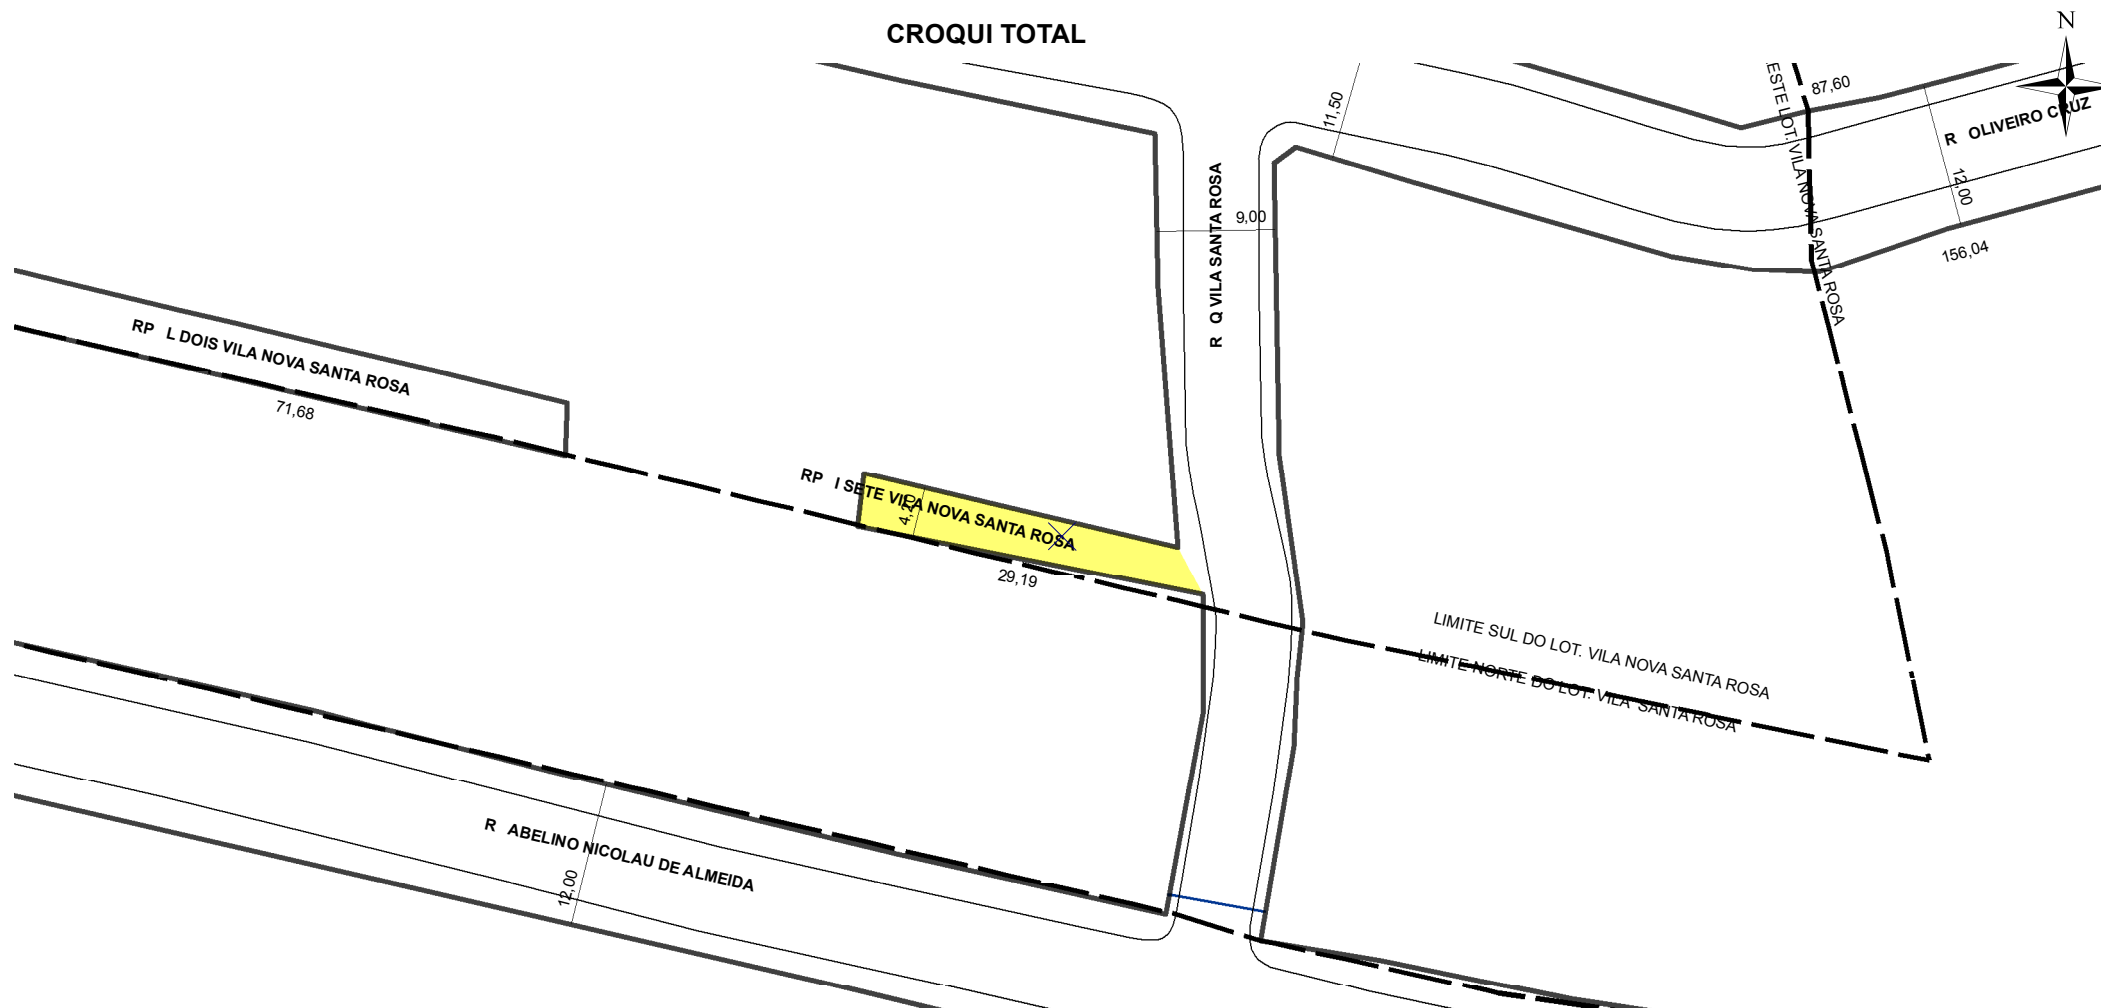 CROQUI TOTAL
N
87,60
R OLIVEIRO CRUZ
11,50
ESTE LOT. VILA NOVA SANTA ROSA
12,00
156,04
9,00
R Q VILA SANTA ROSA
RP L DOIS VILA NOVA SANTA ROSA
71,68
RP I SETE VILA NOVA SANTA ROSA
4,20
29,19
LIMITE SUL DO LOT. VILA NOVA SANTA ROSA
LIMITE NORTE DO LOT. VILA SANTA ROSA
R ABELINO NICOLAU DE ALMEIDA
12,00